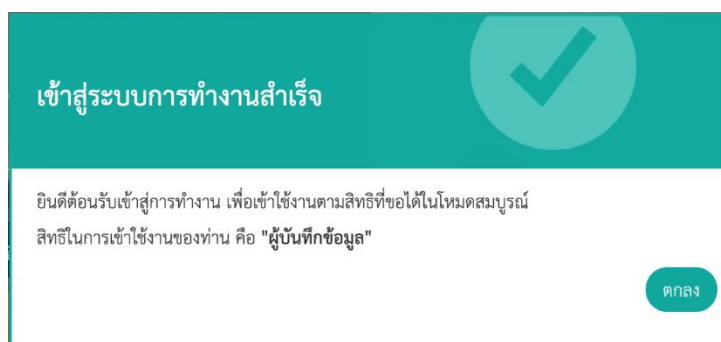 เข้าสู่ระบบการทำงานสำเร็จ
ยินดีต้อนรับเข้าสู่การทำงาน เพื่อเข้าใช้งานตามสิทธิที่ขอได้ในโหมดสมบูรณ์
สิทธิในการเข้าใช้งานของท่าน คือ "ผู้บันทึกข้อมูล"
ตกลง